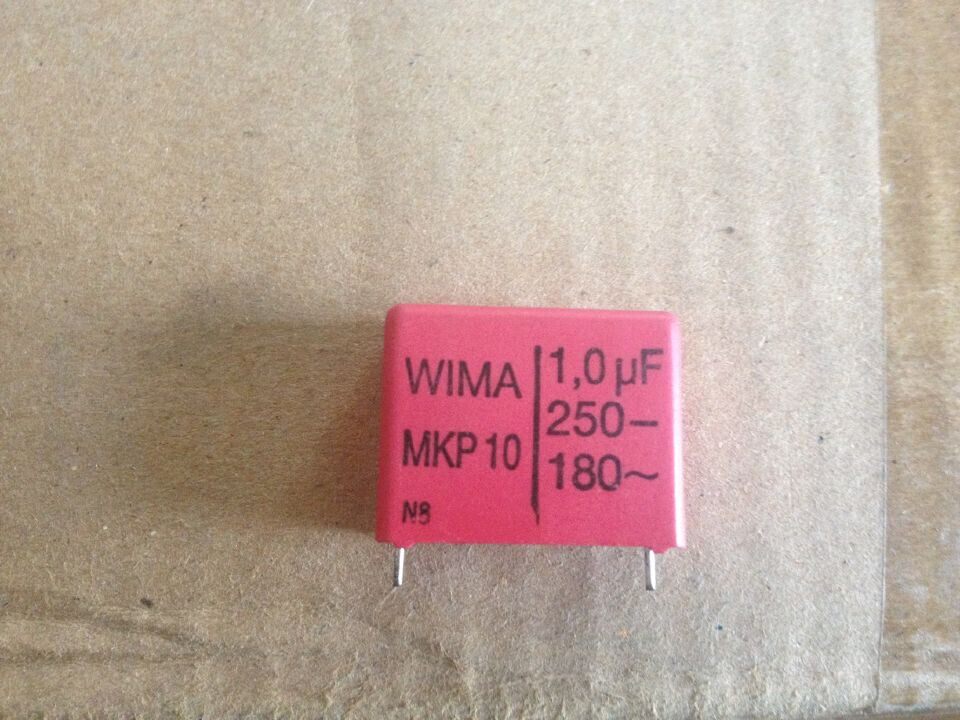 WIMA
MKP 10
N8
1,0 µF
250–
180~